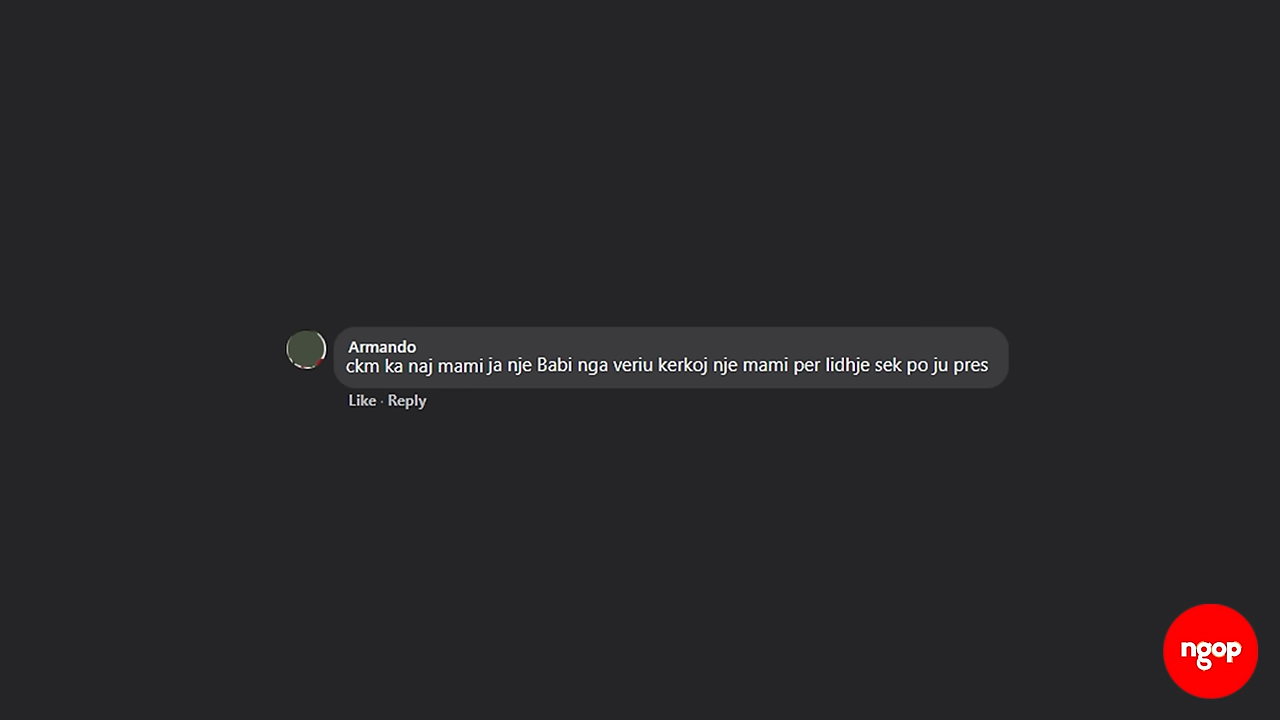 Armando
ckm ka naj mami ja nje Babi nga veriu kerkoj nje mami per lidhje sek po ju pres
Like · Reply
ngop